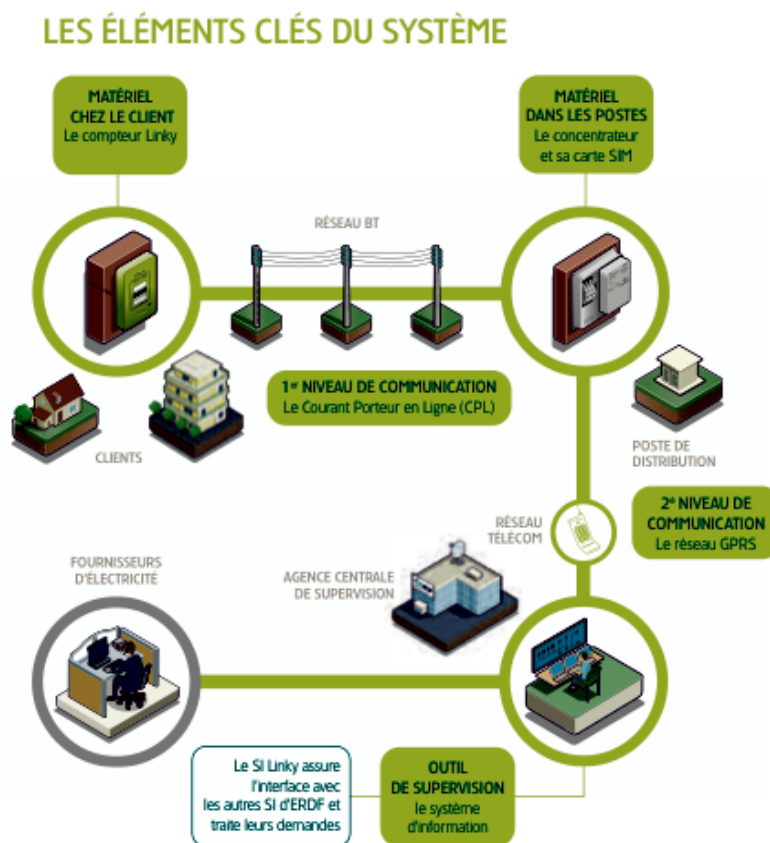 LES ÉLÉMENTS CLÉS DU SYSTÈME
MATÉRIEL
CHEZ LE CLIENT
Le compteur Linky
MATÉRIEL
DANS LES POSTES
Le concentrateur
et sa carte SIM
RÉSEAU BT
1er NIVEAU DE COMMUNICATION
Le Courant Porteur en Ligne (CPL)
CLIENTS
POSTE DE
DISTRIBUTION
2e NIVEAU DE
COMMUNICATION
Le réseau GPRS
RÉSEAU
TÉLÉCOM
FOURNISSEURS
D'ÉLECTRICITÉ
AGENCE CENTRALE
DE SUPERVISION
Le SI Linky assure
l'interface avec
les autres SI d'ERDF et
traite leurs demandes
OUTIL
DE SUPERVISION
le système
d'information